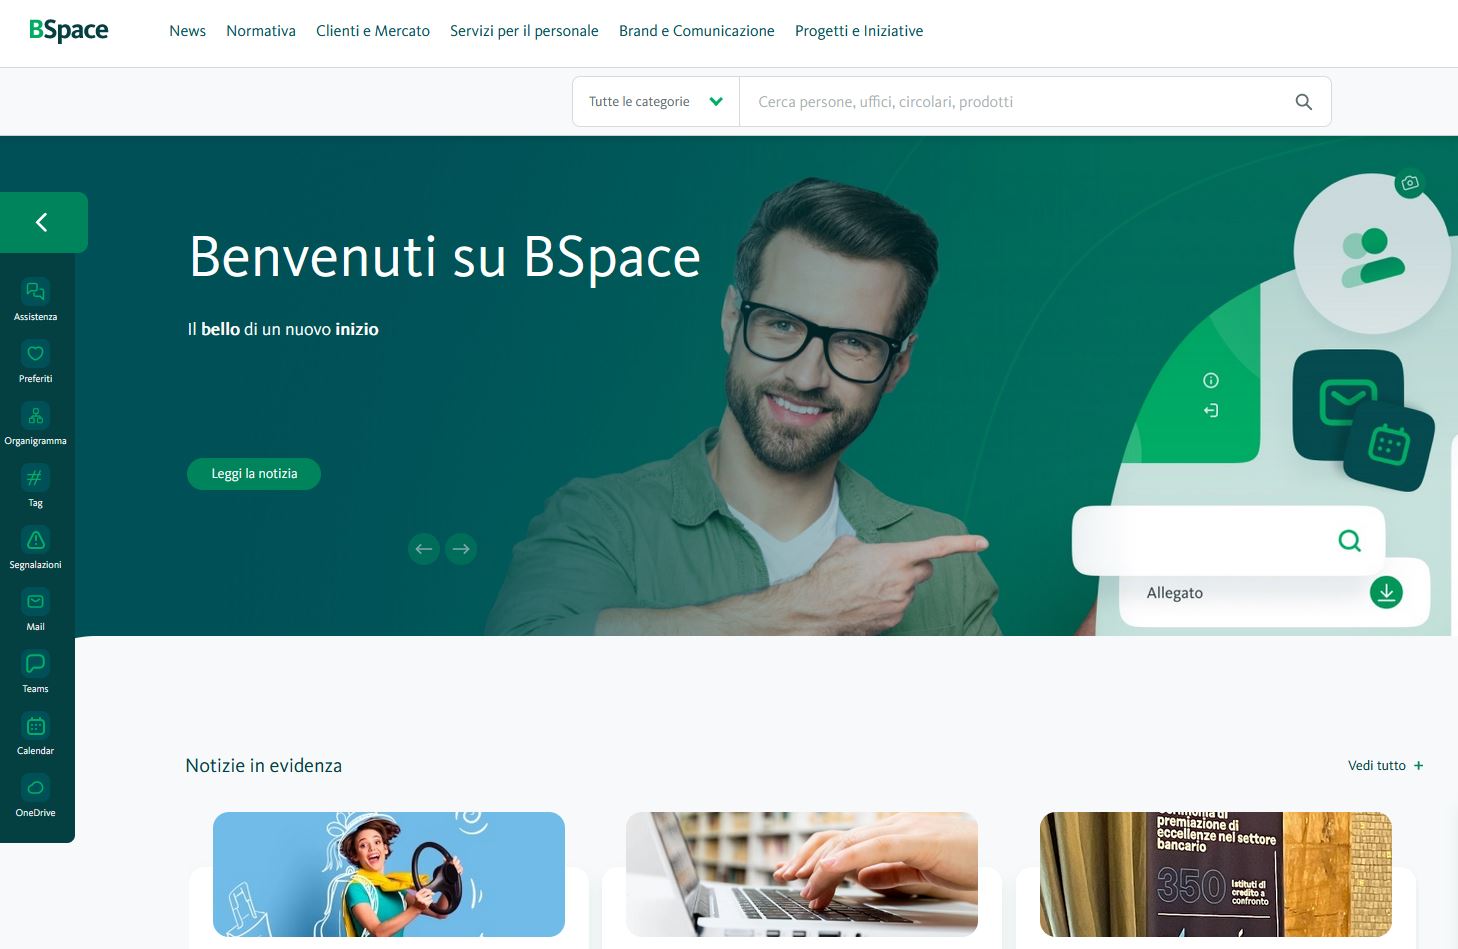 BSpace
News
Normativa
Clienti e Mercato
Servizi per il personale
Brand e Comunicazione
Progetti e Iniziative
Tutte le categorie
Cerca persone, uffici, circolari, prodotti
Benvenuti su BSpace
Il bello di un nuovo inizio
Leggi la notizia
Allegato
Assistenza
Preferiti
Organigramma
Tag
Segnalazioni
Mail
Teams
Calendar
OneDrive
Notizie in evidenza
Vedi tutto +
premiazione di
eccellenze nel settore
bancario
350
Istituti di
credito a
confronto